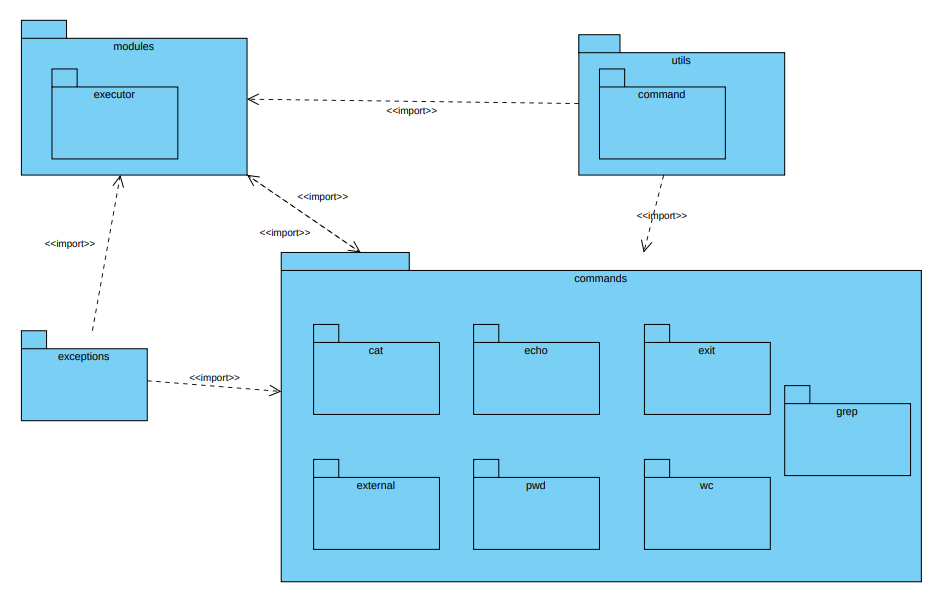 modules
executor
utils
command
<<import>>
<<import>>
<<import>>
<<import>>
<<import>>
commands
exceptions
<<import>>
cat
echo
exit
grep
external
pwd
wc